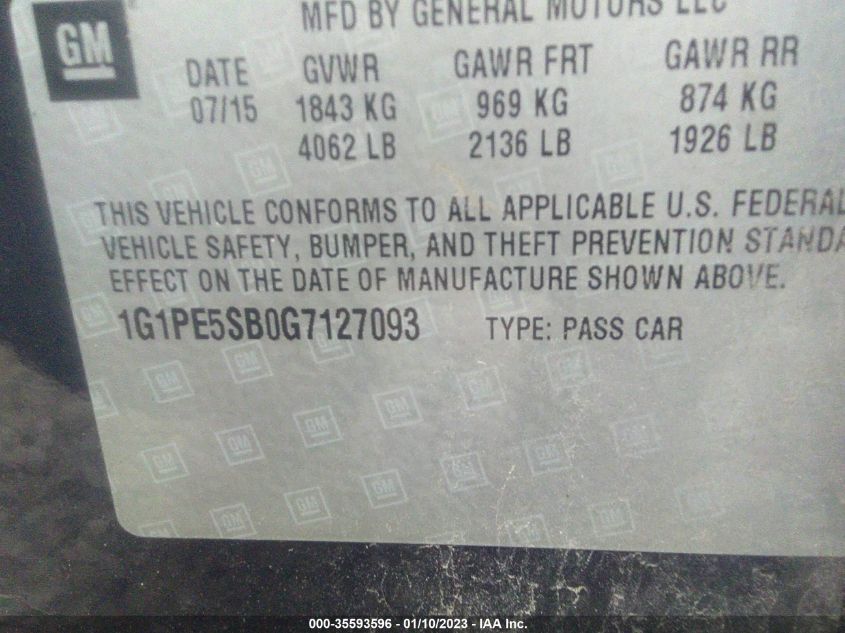 GM
MFD BY GENERAL MOTORS LLC
DATE GVWR GAWR FRT GAWR RR
07/15 1843 KG 969 KG 874 KG
4062 LB 2136 LB 1926 LB
THIS VEHICLE CONFORMS TO ALL APPLICABLE U.S. FEDERAL
VEHICLE SAFETY, BUMPER, AND THEFT PREVENTION STANDA
EFFECT ON THE DATE OF MANUFACTURE SHOWN ABOVE.
1G1PE5SB0G7127093 TYPE: PASS CAR
000-35593596 - 01/10/2023 - IAA Inc.